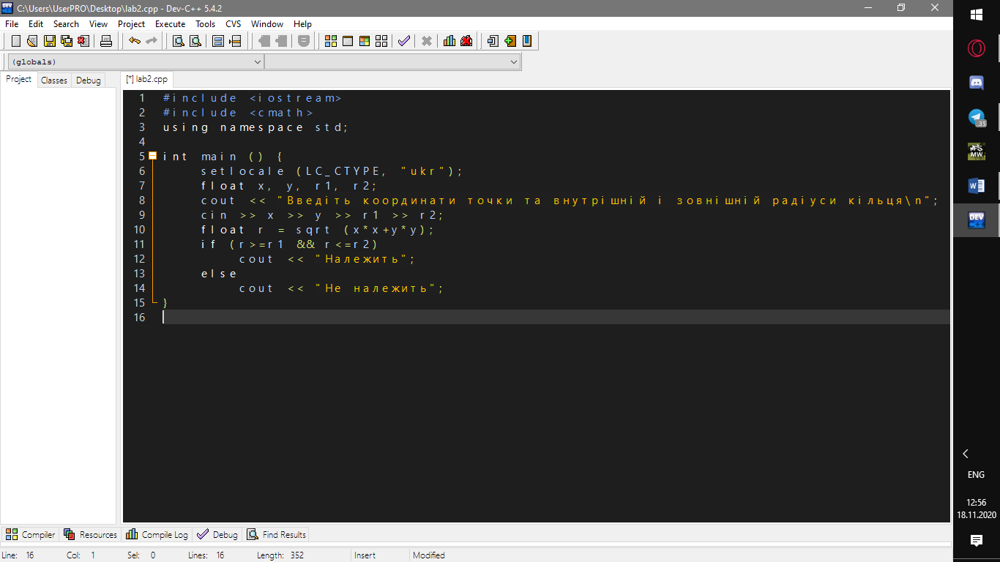 C:\Users\UserPRO\Desktop\lab2.cpp - Dev-C++ 5.4.2
File Edit Search View Project Execute Tools CVS Window Help
(globals)
Project Classes Debug
[*] lab2.cpp
1 #include <iostream>
2 #include <cmath>
3 using namespace std;
4
5 int main () {
6 setlocale (LC_CTYPE, "ukr");
7 float x, y, r1, r2;
8 cout << "Введіть координати точки та внутрішній і зовнішній радіуси кільця\n";
9 cin >> x >> y >> r1 >> r2;
10 float r = sqrt (x*x+y*y);
11 if (r>=r1 && r<=r2)
12 cout << "Належить";
13 else
14 cout << "Не належить";
15 }
16
Compiler Resources Compile Log Debug Find Results
Line: 16 Col: 1 Sel: 0 Lines: 16 Length: 352 Insert Modified
35
MW
W
DEV
ENG
12:56
18.11.2020